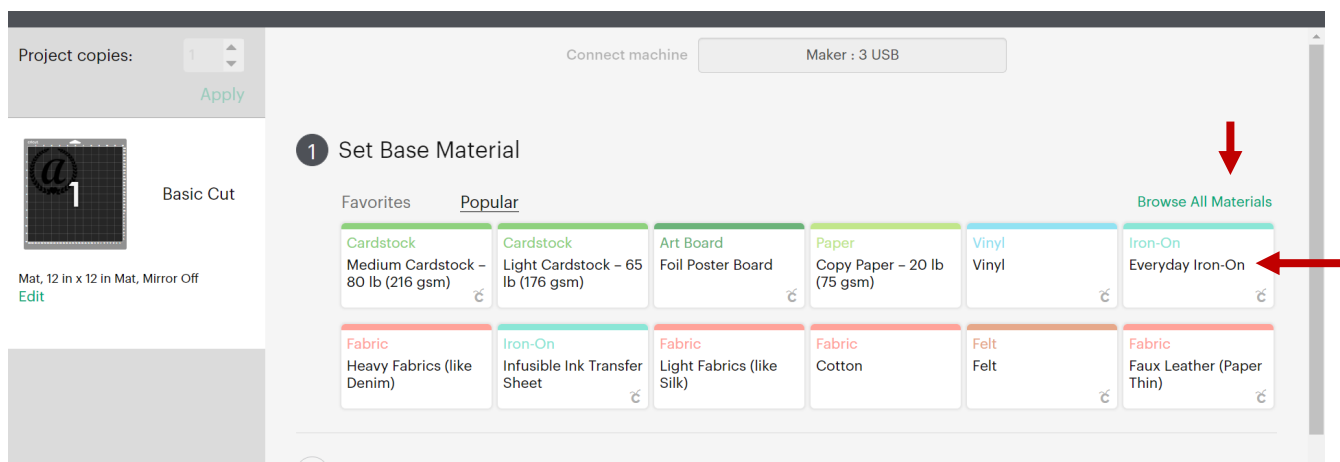 Project copies:
1
Apply
Connect machine
Maker : 3 USB
1
Basic Cut
Mat, 12 in x 12 in Mat, Mirror Off
Edit
1 Set Base Material
Favorites Popular Browse All Materials
Cardstock
Medium Cardstock –
80 lb (216 gsm)
Cardstock
Light Cardstock – 65
lb (176 gsm)
Art Board
Foil Poster Board
Paper
Copy Paper – 20 lb
(75 gsm)
Vinyl
Vinyl
Iron-On
Everyday Iron-On
Fabric
Heavy Fabrics (like
Denim)
Iron-On
Infusible Ink Transfer
Sheet
Fabric
Light Fabrics (like
Silk)
Fabric
Cotton
Felt
Felt
Fabric
Faux Leather (Paper
Thin)